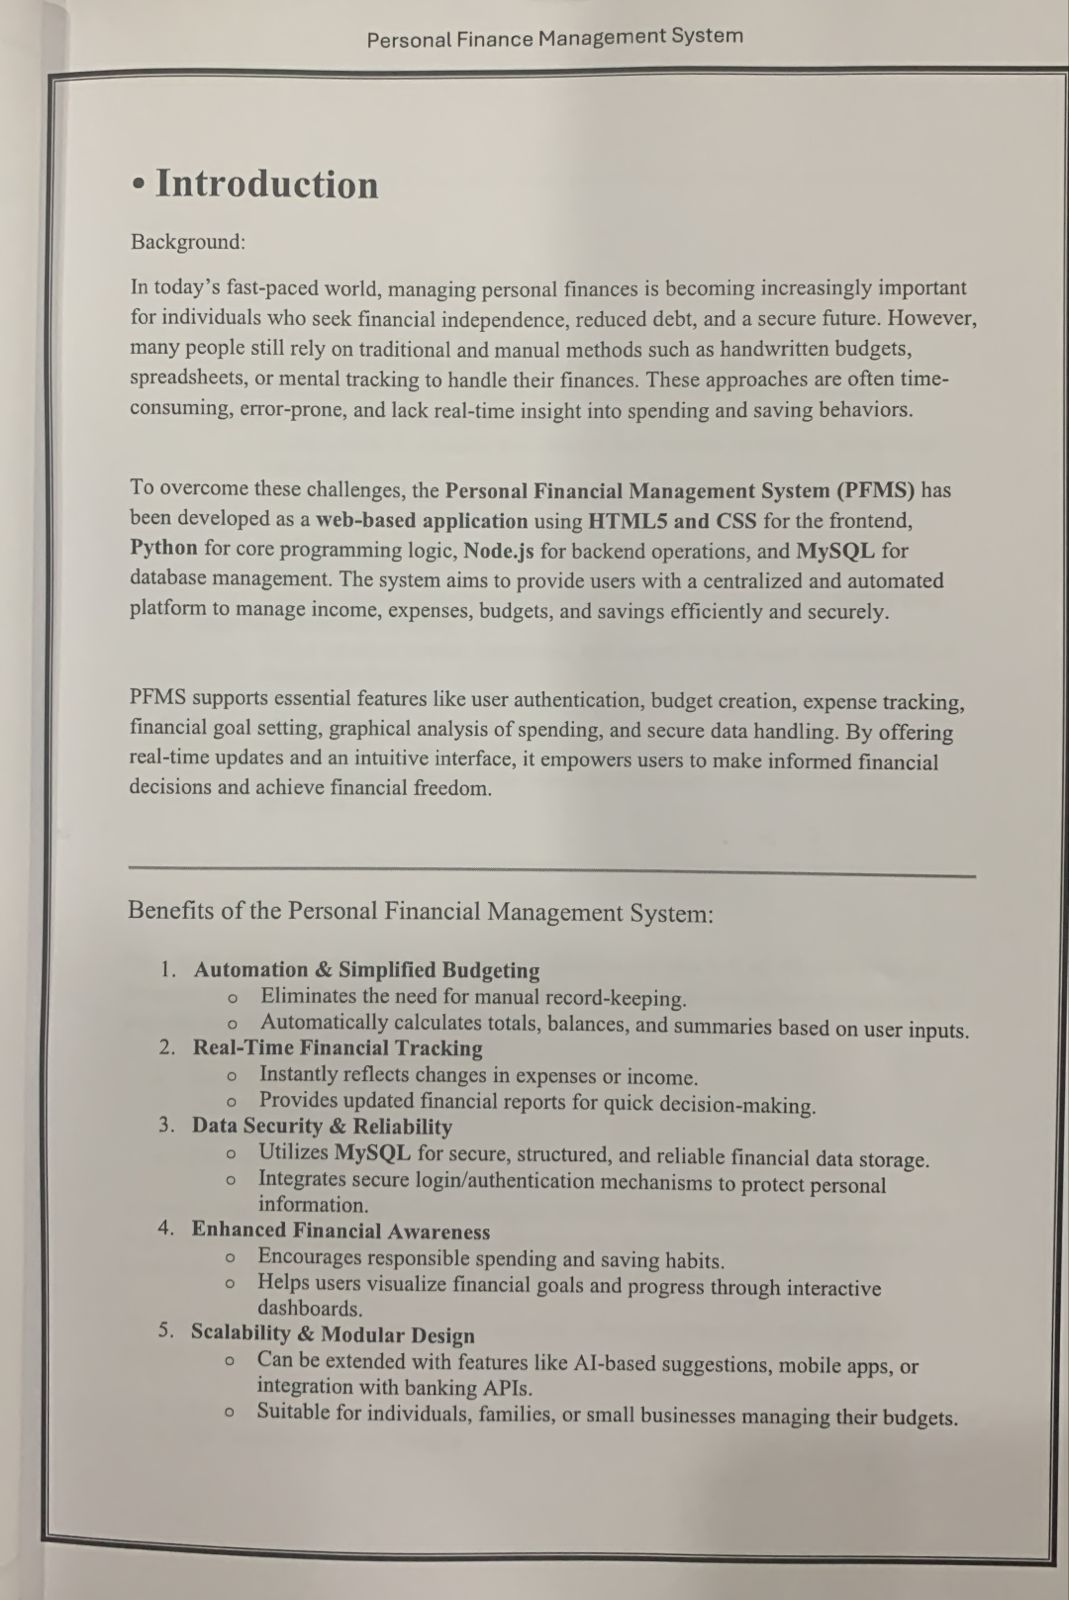 Personal Finance Management System
• Introduction
Background:
In today's fast-paced world, managing personal finances is becoming increasingly important
for individuals who seek financial independence, reduced debt, and a secure future. However,
many people still rely on traditional and manual methods such as handwritten budgets,
spreadsheets, or mental tracking to handle their finances. These approaches are often time-
consuming, error-prone, and lack real-time insight into spending and saving behaviors.
To overcome these challenges, the Personal Financial Management System (PFMS) has
been developed as a web-based application using HTML5 and CSS for the frontend,
Python for core programming logic, Node.js for backend operations, and MySQL for
database management. The system aims to provide users with a centralized and automated
platform to manage income, expenses, budgets, and savings efficiently and securely.
PFMS supports essential features like user authentication, budget creation, expense tracking,
financial goal setting, graphical analysis of spending, and secure data handling. By offering
real-time updates and an intuitive interface, it empowers users to make informed financial
decisions and achieve financial freedom.
Benefits of the Personal Financial Management System:
1. Automation & Simplified Budgeting
o Eliminates the need for manual record-keeping.
o Automatically calculates totals, balances, and summaries based on user inputs.
2. Real-Time Financial Tracking
o Instantly reflects changes in expenses or income.
o Provides updated financial reports for quick decision-making.
3. Data Security & Reliability
o Utilizes MySQL for secure, structured, and reliable financial data storage.
o Integrates secure login/authentication mechanisms to protect personal
information.
4. Enhanced Financial Awareness
o Encourages responsible spending and saving habits.
o Helps users visualize financial goals and progress through interactive
dashboards.
5. Scalability & Modular Design
o Can be extended with features like AI-based suggestions, mobile apps, or
integration with banking APIs.
o Suitable for individuals, families, or small businesses managing their budgets.